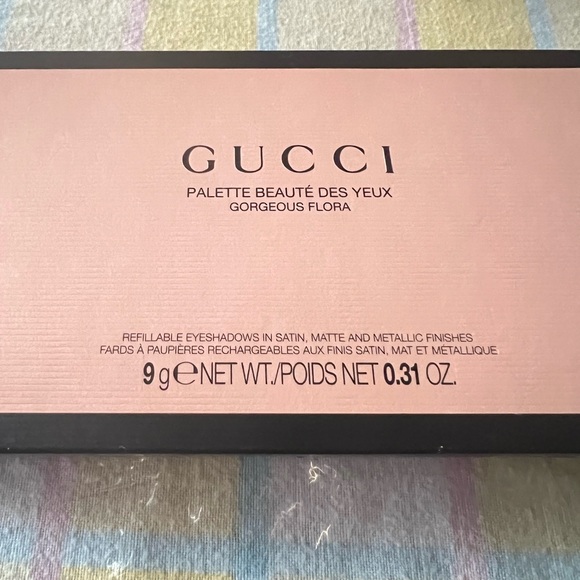 GUCCI
PALETTE BEAUTÉ DES YEUX
GORGEOUS FLORA
REFILLABLE EYESHADOWS IN SATIN, MATTE AND METALLIC FINISHES
FARDS À PAUPIÈRES RECHARGEABLES AUX FINIS SATIN, MAT ET MÉTALLIQUE
9 g℮NET WT./POIDS NET 0.31 OZ.